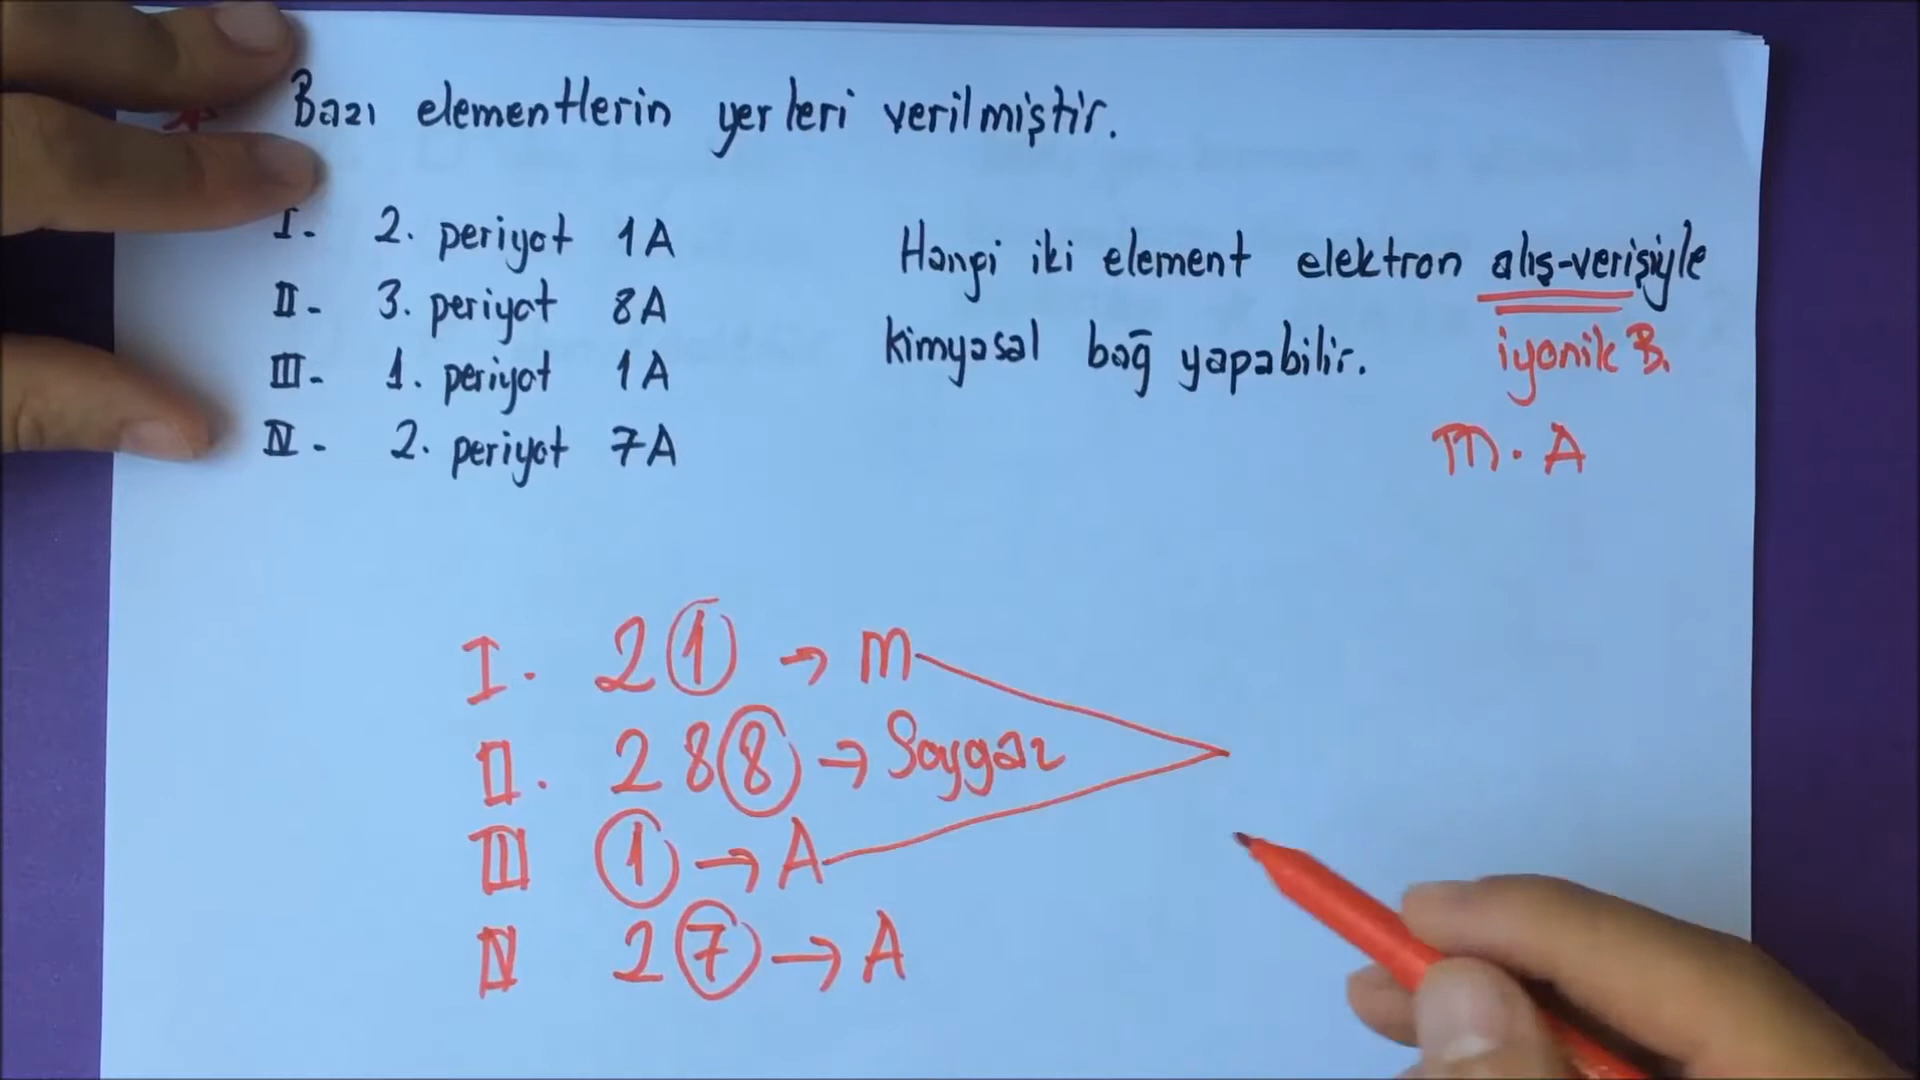 Bazı elementlerin yerleri verilmiştir.
I- 2. periyot 1A
II- 3. periyot 8A
III- 1. periyot 1A
IV- 2. periyot 7A
Hangi iki element elektron alış-verişiyle
kimyasal bağ yapabilir.
iyonik B.
m. A
I. 2 1 → m
II. 2 8 8 → Soygaz
III 1 → A
IV 2 7 → A